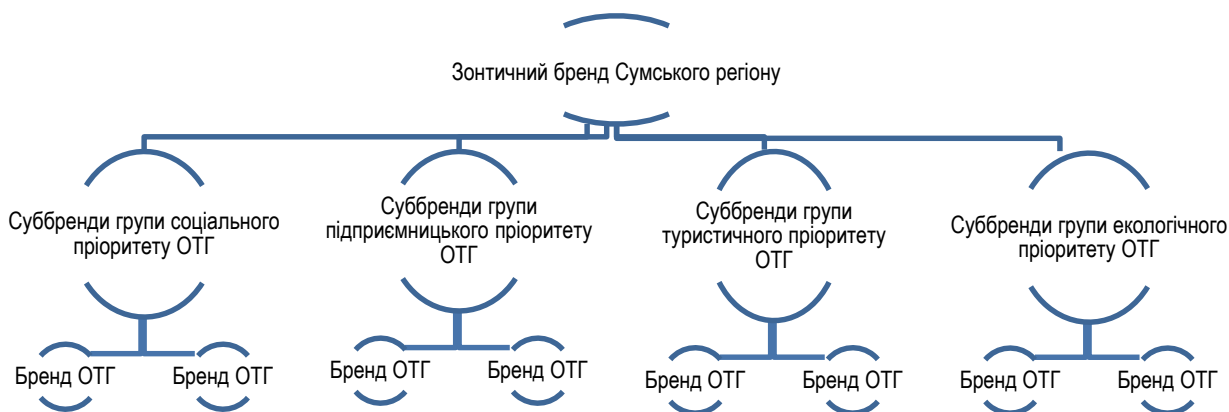 Зонтичний бренд Сумського регіону
Суббренди групи соціального
пріоритету ОТГ
Суббренди групи
підприємницького пріоритету
ОТГ
Суббренди групи
туристичного пріоритету
ОТГ
Суббренди групи екологічного
пріоритету ОТГ
Бренд ОТГ
Бренд ОТГ
Бренд ОТГ
Бренд ОТГ
Бренд ОТГ
Бренд ОТГ
Бренд ОТГ
Бренд ОТГ